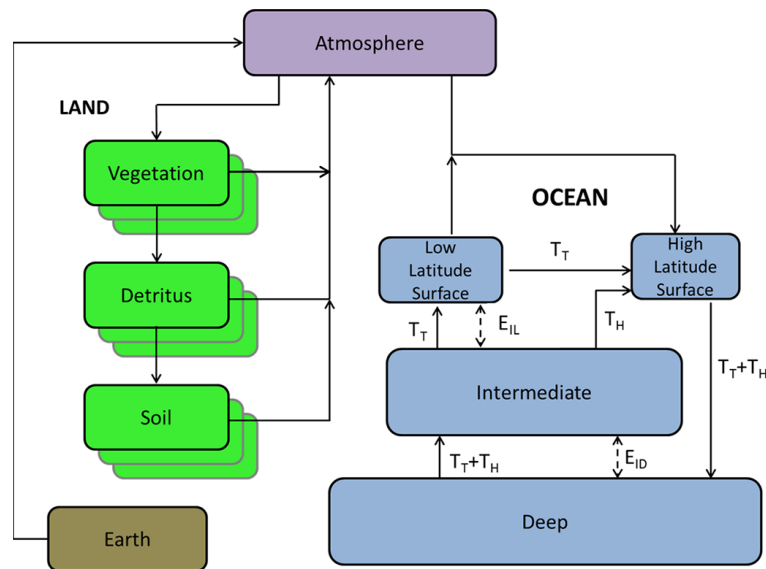 Atmosphere
LAND
Vegetation
OCEAN
Low
Latitude
Surface
High
Latitude
Surface
T_T
Detritus
T_T
E_IL
T_H
T_T+T_H
Intermediate
Soil
T_T+T_H
E_ID
Deep
Earth